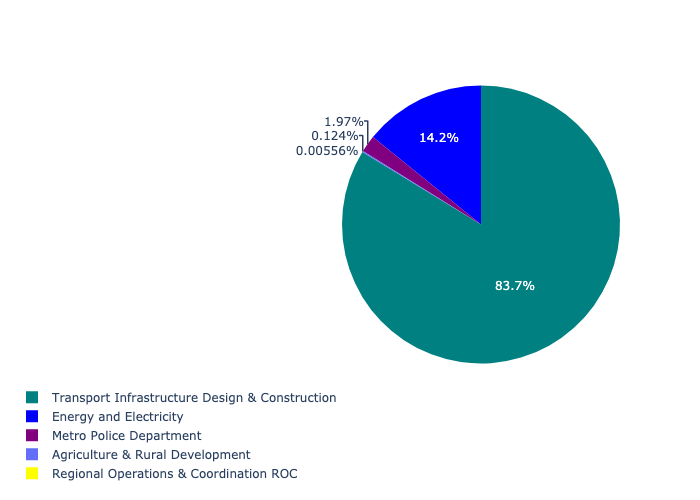 1.97%
0.124%
0.00556%
14.2%
83.7%
Transport Infrastructure Design & Construction
Energy and Electricity
Metro Police Department
Agriculture & Rural Development
Regional Operations & Coordination ROC